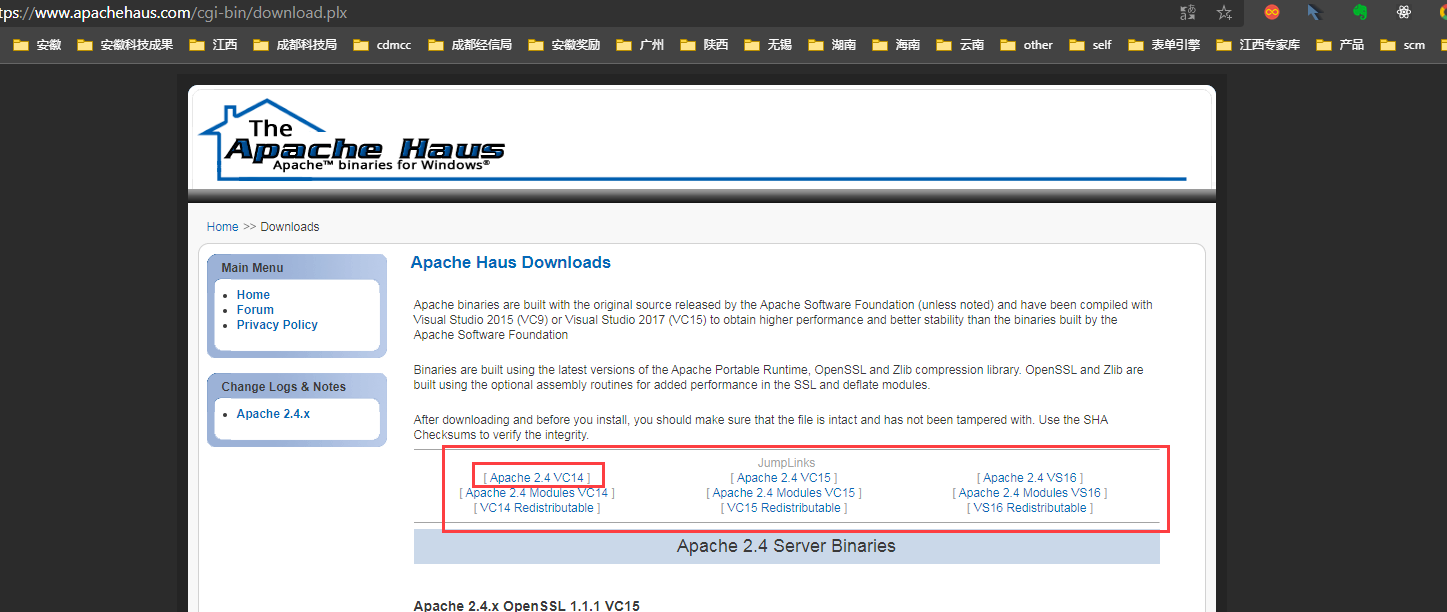 tps://www.apachehaus.com/cgi-bin/download.plx
安徽 安徽科技成果 江西 成都科技局 cdmcc 成都经信局 安徽奖励 广州 陕西 无锡 湖南 海南 云南 other self 表单引擎 江西专家库 产品 scm
The
Apache Haus
Apache™ binaries for Windows®
Home >> Downloads
Main Menu
Home
Forum
Privacy Policy
Change Logs & Notes
Apache 2.4.x
Apache Haus Downloads
Apache binaries are built with the original source released by the Apache Software Foundation (unless noted) and have been compiled with
Visual Studio 2015 (VC9) or Visual Studio 2017 (VC15) to obtain higher performance and better stability than the binaries built by the
Apache Software Foundation
Binaries are built using the latest versions of the Apache Portable Runtime, OpenSSL and Zlib compression library. OpenSSL and Zlib are
built using the optional assembly routines for added performance in the SSL and deflate modules.
After downloading and before you install, you should make sure that the file is intact and has not been tampered with. Use the SHA
Checksums to verify the integrity.
JumpLinks
[ Apache 2.4 VC14 ] [ Apache 2.4 VC15 ] [ Apache 2.4 VS16 ]
[ Apache 2.4 Modules VC14 ] [ Apache 2.4 Modules VC15 ] [ Apache 2.4 Modules VS16 ]
[ VC14 Redistributable ] [ VC15 Redistributable ] [ VS16 Redistributable ]
Apache 2.4 Server Binaries
Apache 2.4.x OpenSSL 1.1.1 VC15